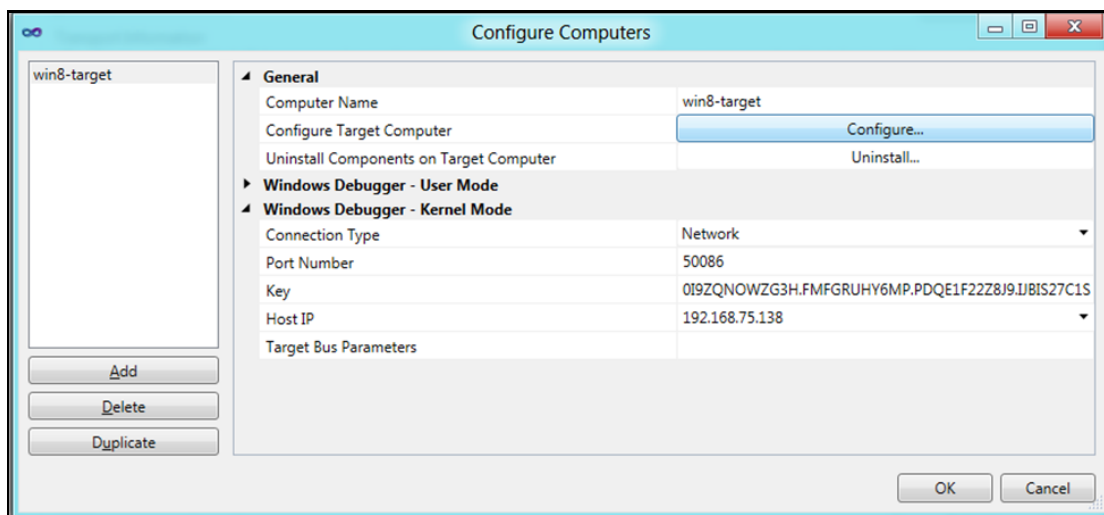 Configure Computers
win8-target
General
Computer Name win8-target
Configure Target Computer Configure...
Uninstall Components on Target Computer Uninstall...
Windows Debugger - User Mode
Windows Debugger - Kernel Mode
Connection Type Network
Port Number 50086
Key 0I9ZQNOWZG3H.FMFGRUHY6MP.PDQE1F22Z8J9.IJBIS27C1S
Host IP 192.168.75.138
Target Bus Parameters
Add
Delete
Duplicate
OK Cancel